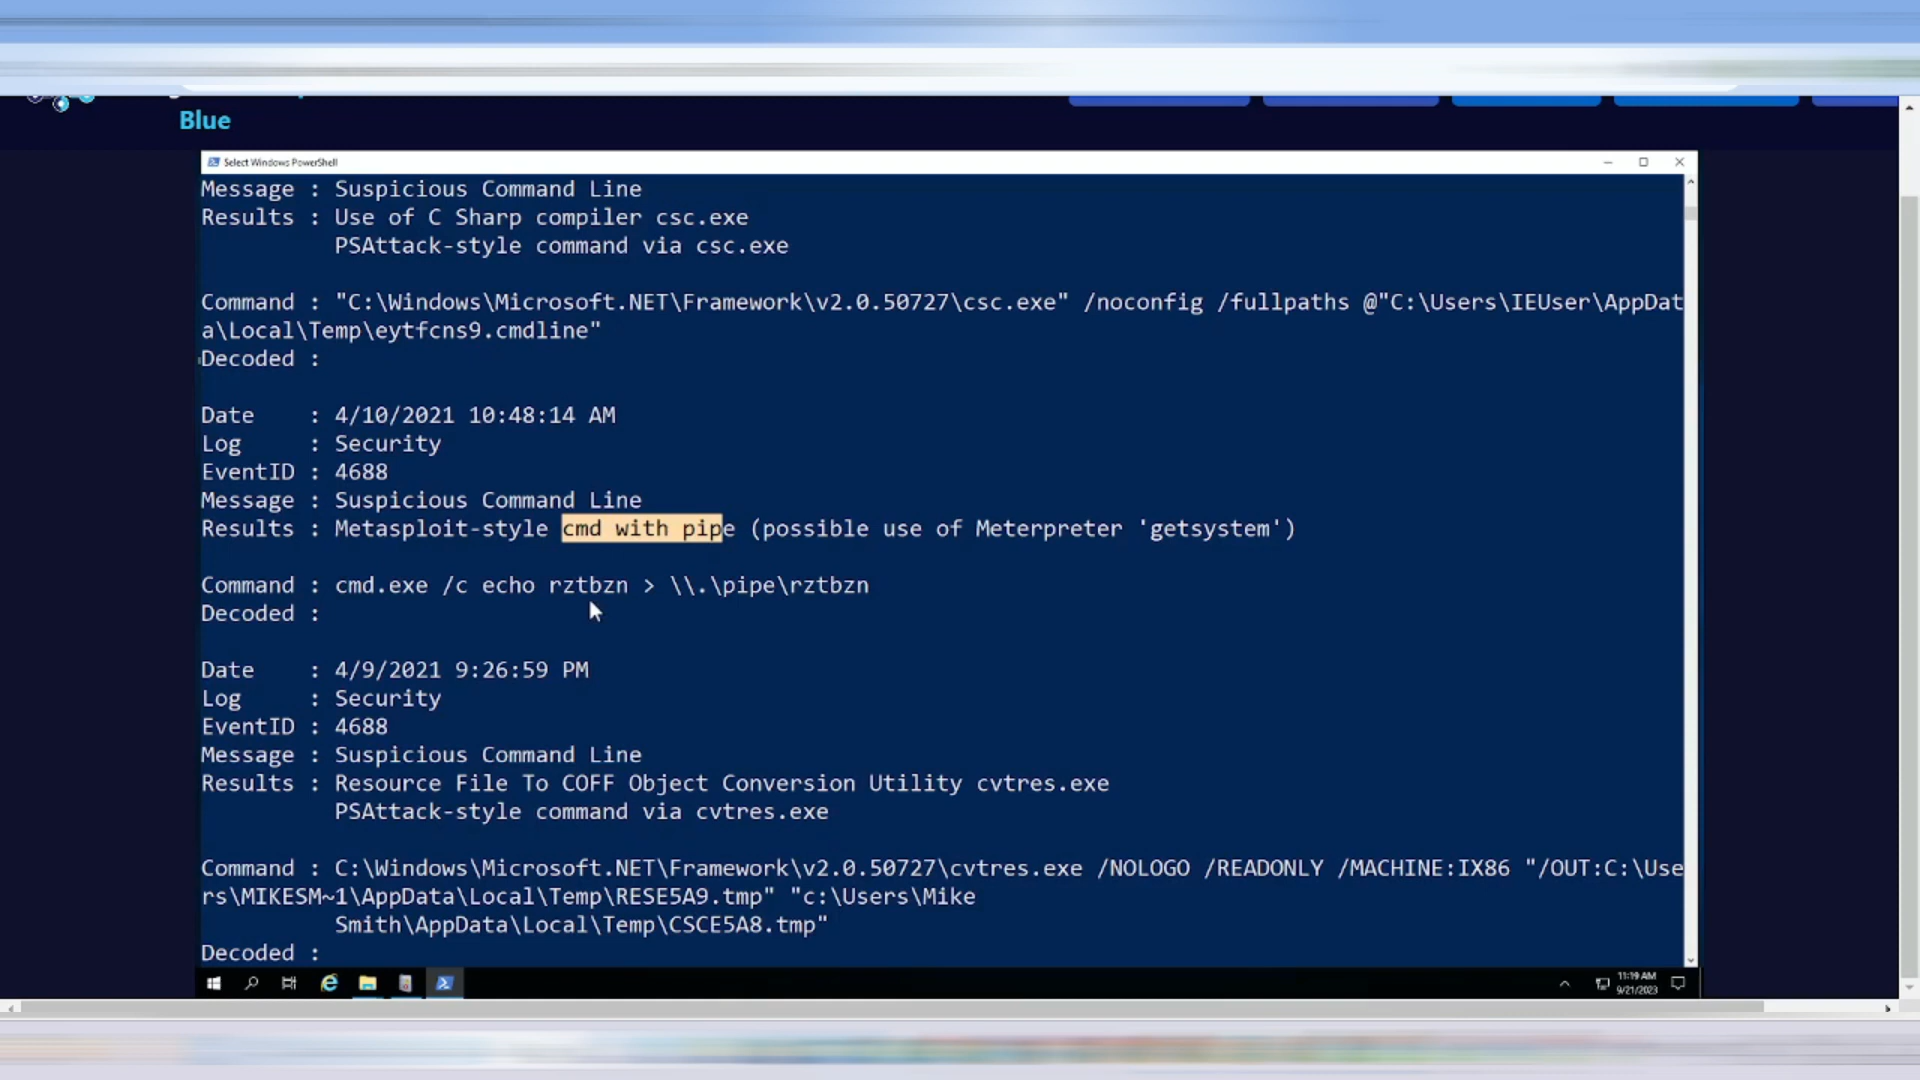 Blue
Select Windows PowerShell
Message : Suspicious Command Line
Results : Use of C Sharp compiler csc.exe
PSAttack-style command via csc.exe
Command : "C:\Windows\Microsoft.NET\Framework\v2.0.50727\csc.exe" /noconfig /fullpaths @"C:\Users\IEUser\AppDat
a\Local\Temp\eytfcns9.cmdline"
Decoded :
Date : 4/10/2021 10:48:14 AM
Log : Security
EventID : 4688
Message : Suspicious Command Line
Results : Metasploit-style cmd with pipe (possible use of Meterpreter 'getsystem')
Command : cmd.exe /c echo rztbzn > \\.\pipe\rztbzn
Decoded :
Date : 4/9/2021 9:26:59 PM
Log : Security
EventID : 4688
Message : Suspicious Command Line
Results : Resource File To COFF Object Conversion Utility cvtres.exe
PSAttack-style command via cvtres.exe
Command : C:\Windows\Microsoft.NET\Framework\v2.0.50727\cvtres.exe /NOLOGO /READONLY /MACHINE:IX86 "/OUT:C:\Use
rs\MIKESM~1\AppData\Local\Temp\RESE5A9.tmp" "c:\Users\Mike
Smith\AppData\Local\Temp\CSCE5A8.tmp"
Decoded :
11:19 AM
9/21/2023